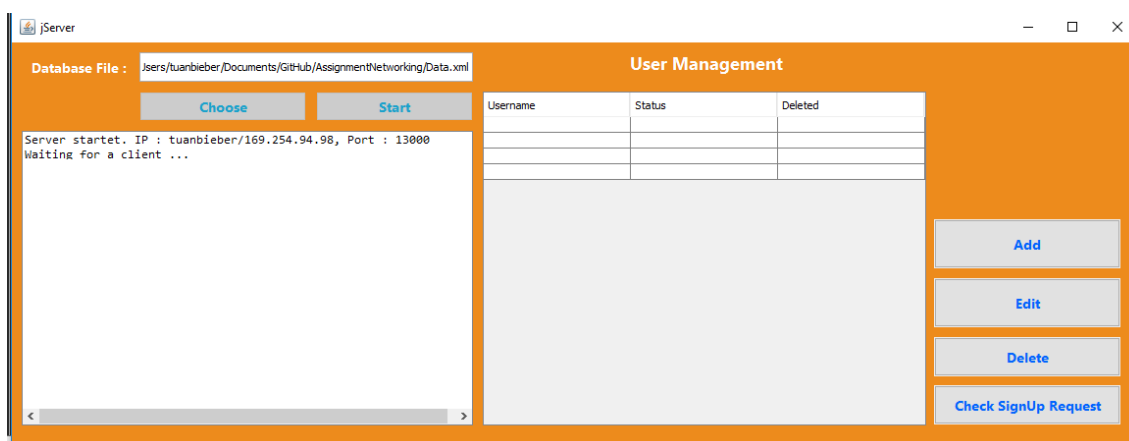 jServer
Database File :
Jsers/tuanbieber/Documents/GitHub/AssignmentNetworking/Data.xml
User Management
Choose
Start
Username Status Deleted
Server startet. IP : tuanbieber/169.254.94.98, Port : 13000
Waiting for a client ...
Add
Edit
Delete
Check SignUp Request